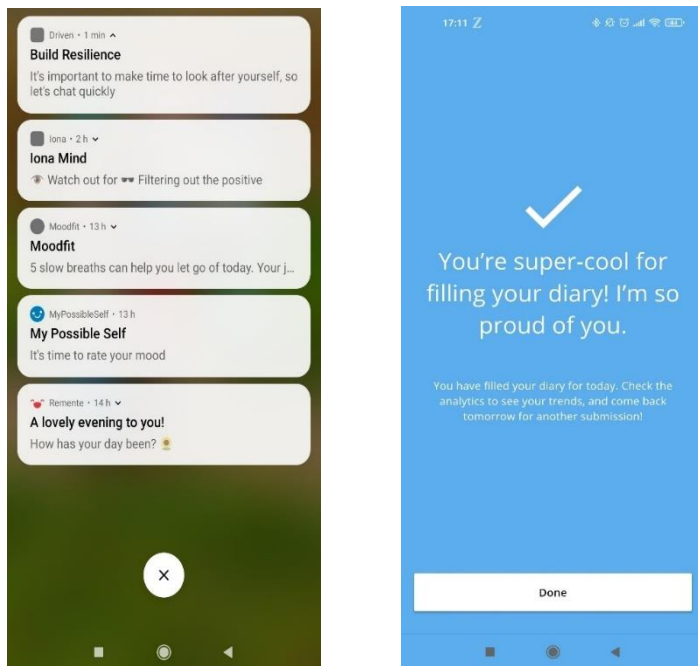 Driven • 1 min
Build Resilience
It's important to make time to look after yourself, so
let's chat quickly
Iona • 2 h
Iona Mind
👁 Watch out for 🕶 Filtering out the positive
Moodfit • 13 h
Moodfit
5 slow breaths can help you let go of today. Your j...
MyPossibleSelf • 13 h
My Possible Self
It's time to rate your mood
Remente • 14 h
A lovely evening to you!
How has your day been? 🌻
17:11 Z
You're super-cool for
filling your diary! I'm so
proud of you.
You have filled your diary for today. Check the
analytics to see your trends, and come back
tomorrow for another submission!
Done